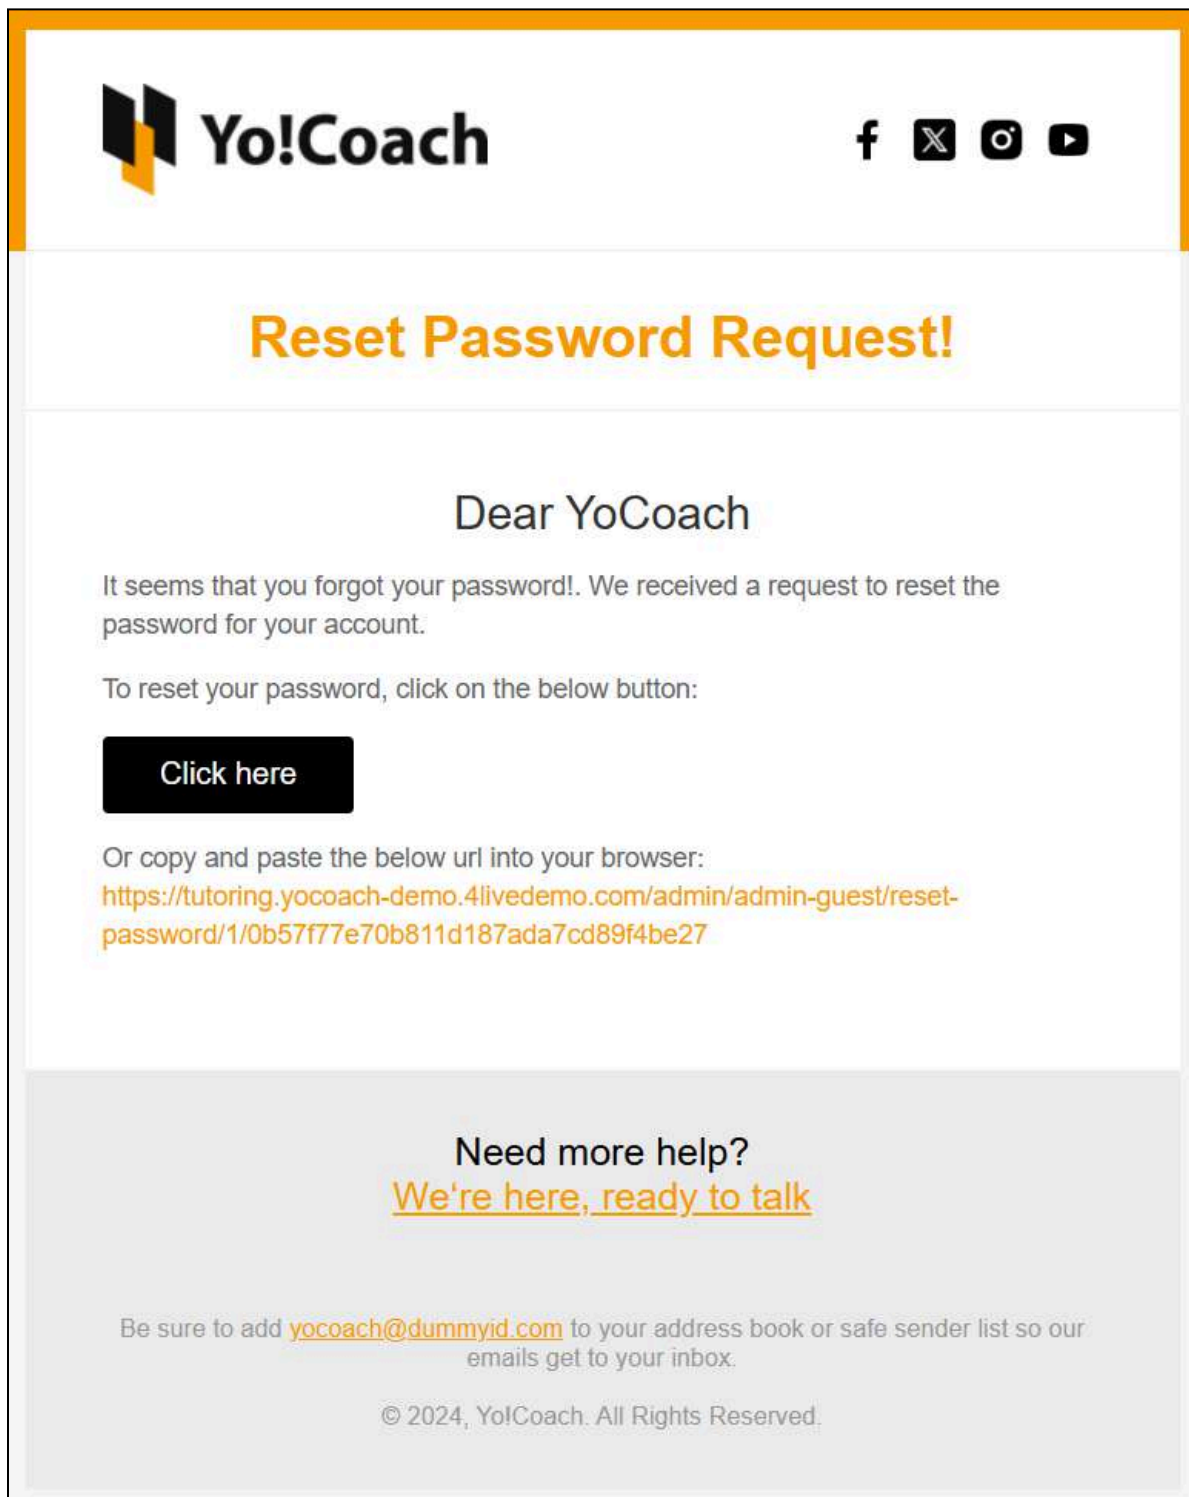 Yo!Coach
Reset Password Request!
Dear YoCoach
It seems that you forgot your password!. We received a request to reset the
password for your account.
To reset your password, click on the below button:
Click here
Or copy and paste the below url into your browser:
https://tutoring.yocoach-demo.4livedemo.com/admin/admin-guest/reset-
password/1/0b57f77e70b811d187ada7cd89f4be27
Need more help?
We‘re here, ready to talk
Be sure to add yocoach@dummyid.com to your address book or safe sender list so our
emails get to your inbox.
© 2024, Yo!Coach. All Rights Reserved.